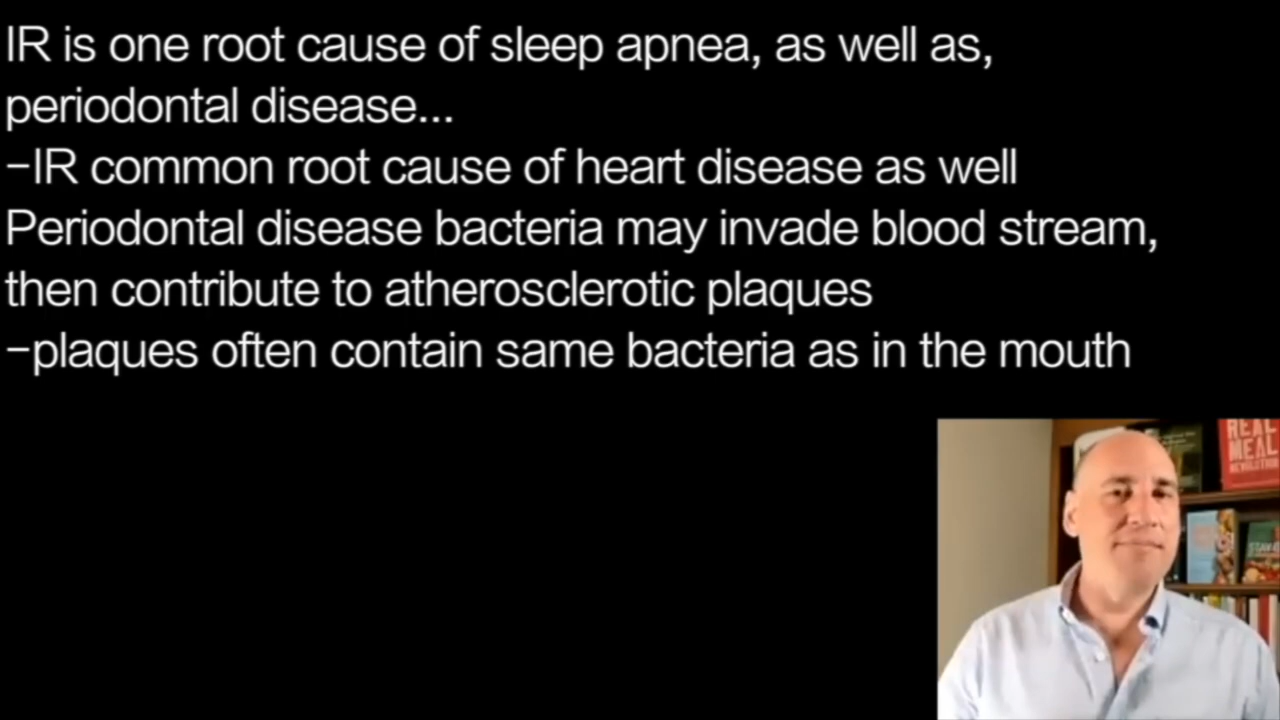 IR is one root cause of sleep apnea, as well as,
periodontal disease...
–IR common root cause of heart disease as well
Periodontal disease bacteria may invade blood stream,
then contribute to atherosclerotic plaques
–plaques often contain same bacteria as in the mouth
REAL
MEAL
REVOLUTION